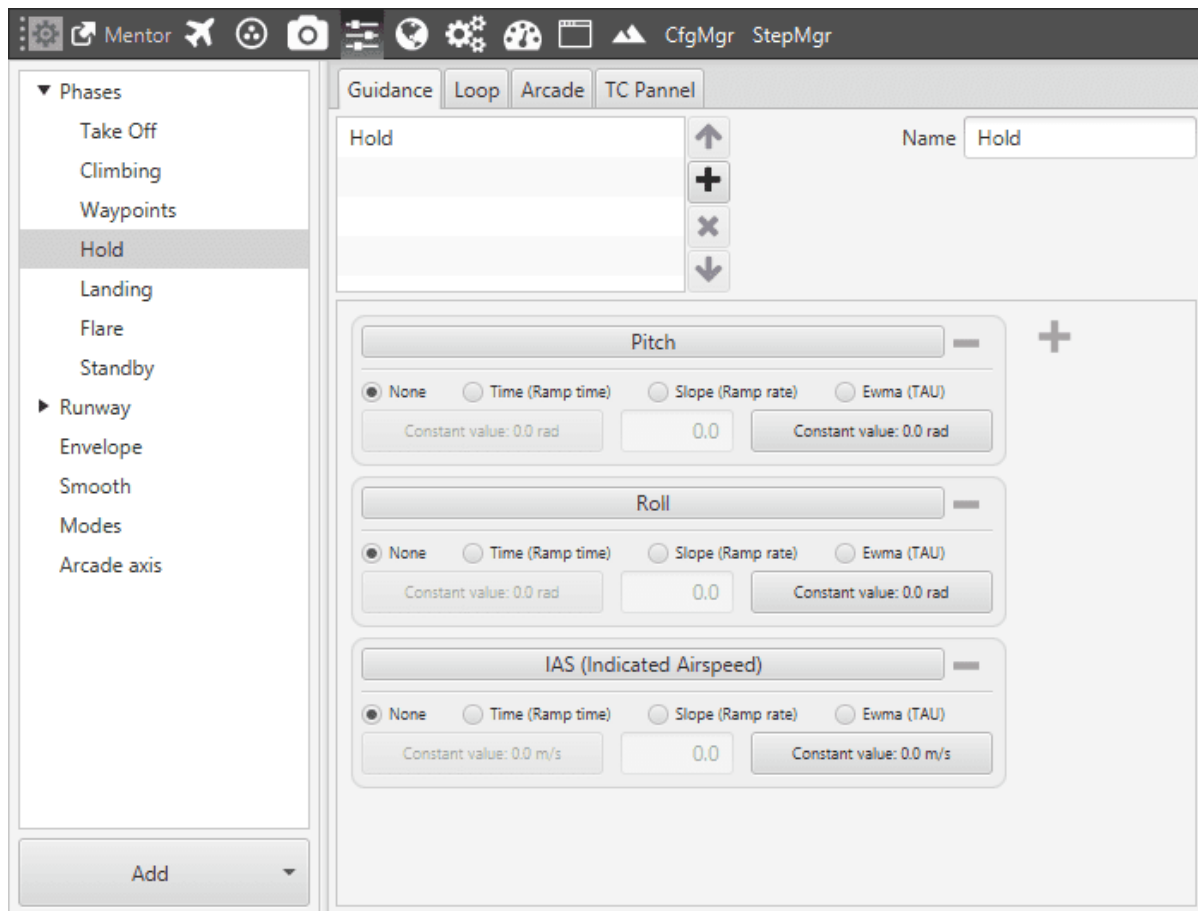 Mentor CfgMgr StepMgr
Phases
Take Off
Climbing
Waypoints
Hold
Landing
Flare
Standby
Runway
Envelope
Smooth
Modes
Arcade axis
Add
Guidance Loop Arcade TC Pannel
Hold
Name Hold
Pitch
None Time (Ramp time) Slope (Ramp rate) Ewma (TAU)
Constant value: 0.0 rad 0.0 Constant value: 0.0 rad
Roll
None Time (Ramp time) Slope (Ramp rate) Ewma (TAU)
Constant value: 0.0 rad 0.0 Constant value: 0.0 rad
IAS (Indicated Airspeed)
None Time (Ramp time) Slope (Ramp rate) Ewma (TAU)
Constant value: 0.0 m/s 0.0 Constant value: 0.0 m/s